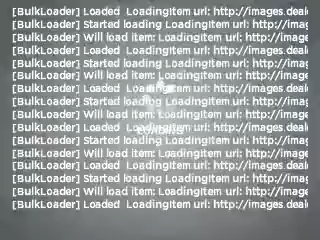 [BulkLoader] Loaded LoadingItem url: http://images.deal
[BulkLoader] Started loading LoadingItem url: http://imag
[BulkLoader] Will load item: LoadingItem url: http://image
[BulkLoader] Loaded LoadingItem url: http://images.deal
[BulkLoader] Started loading LoadingItem url: http://imag
[BulkLoader] Will load item: LoadingItem url: http://image
[BulkLoader] Loaded LoadingItem url: http://images.deal
[BulkLoader] Started loading LoadingItem url: http://imag
[BulkLoader] Will load item: LoadingItem url: http://image
[BulkLoader] Loaded LoadingItem url: http://images.deal
[BulkLoader] Started loading LoadingItem url: http://imag
[BulkLoader] Will load item: LoadingItem url: http://image
[BulkLoader] Loaded LoadingItem url: http://images.deal
[BulkLoader] Started loading LoadingItem url: http://imag
[BulkLoader] Will load item: LoadingItem url: http://image
[BulkLoader] Loaded LoadingItem url: http://images.deal